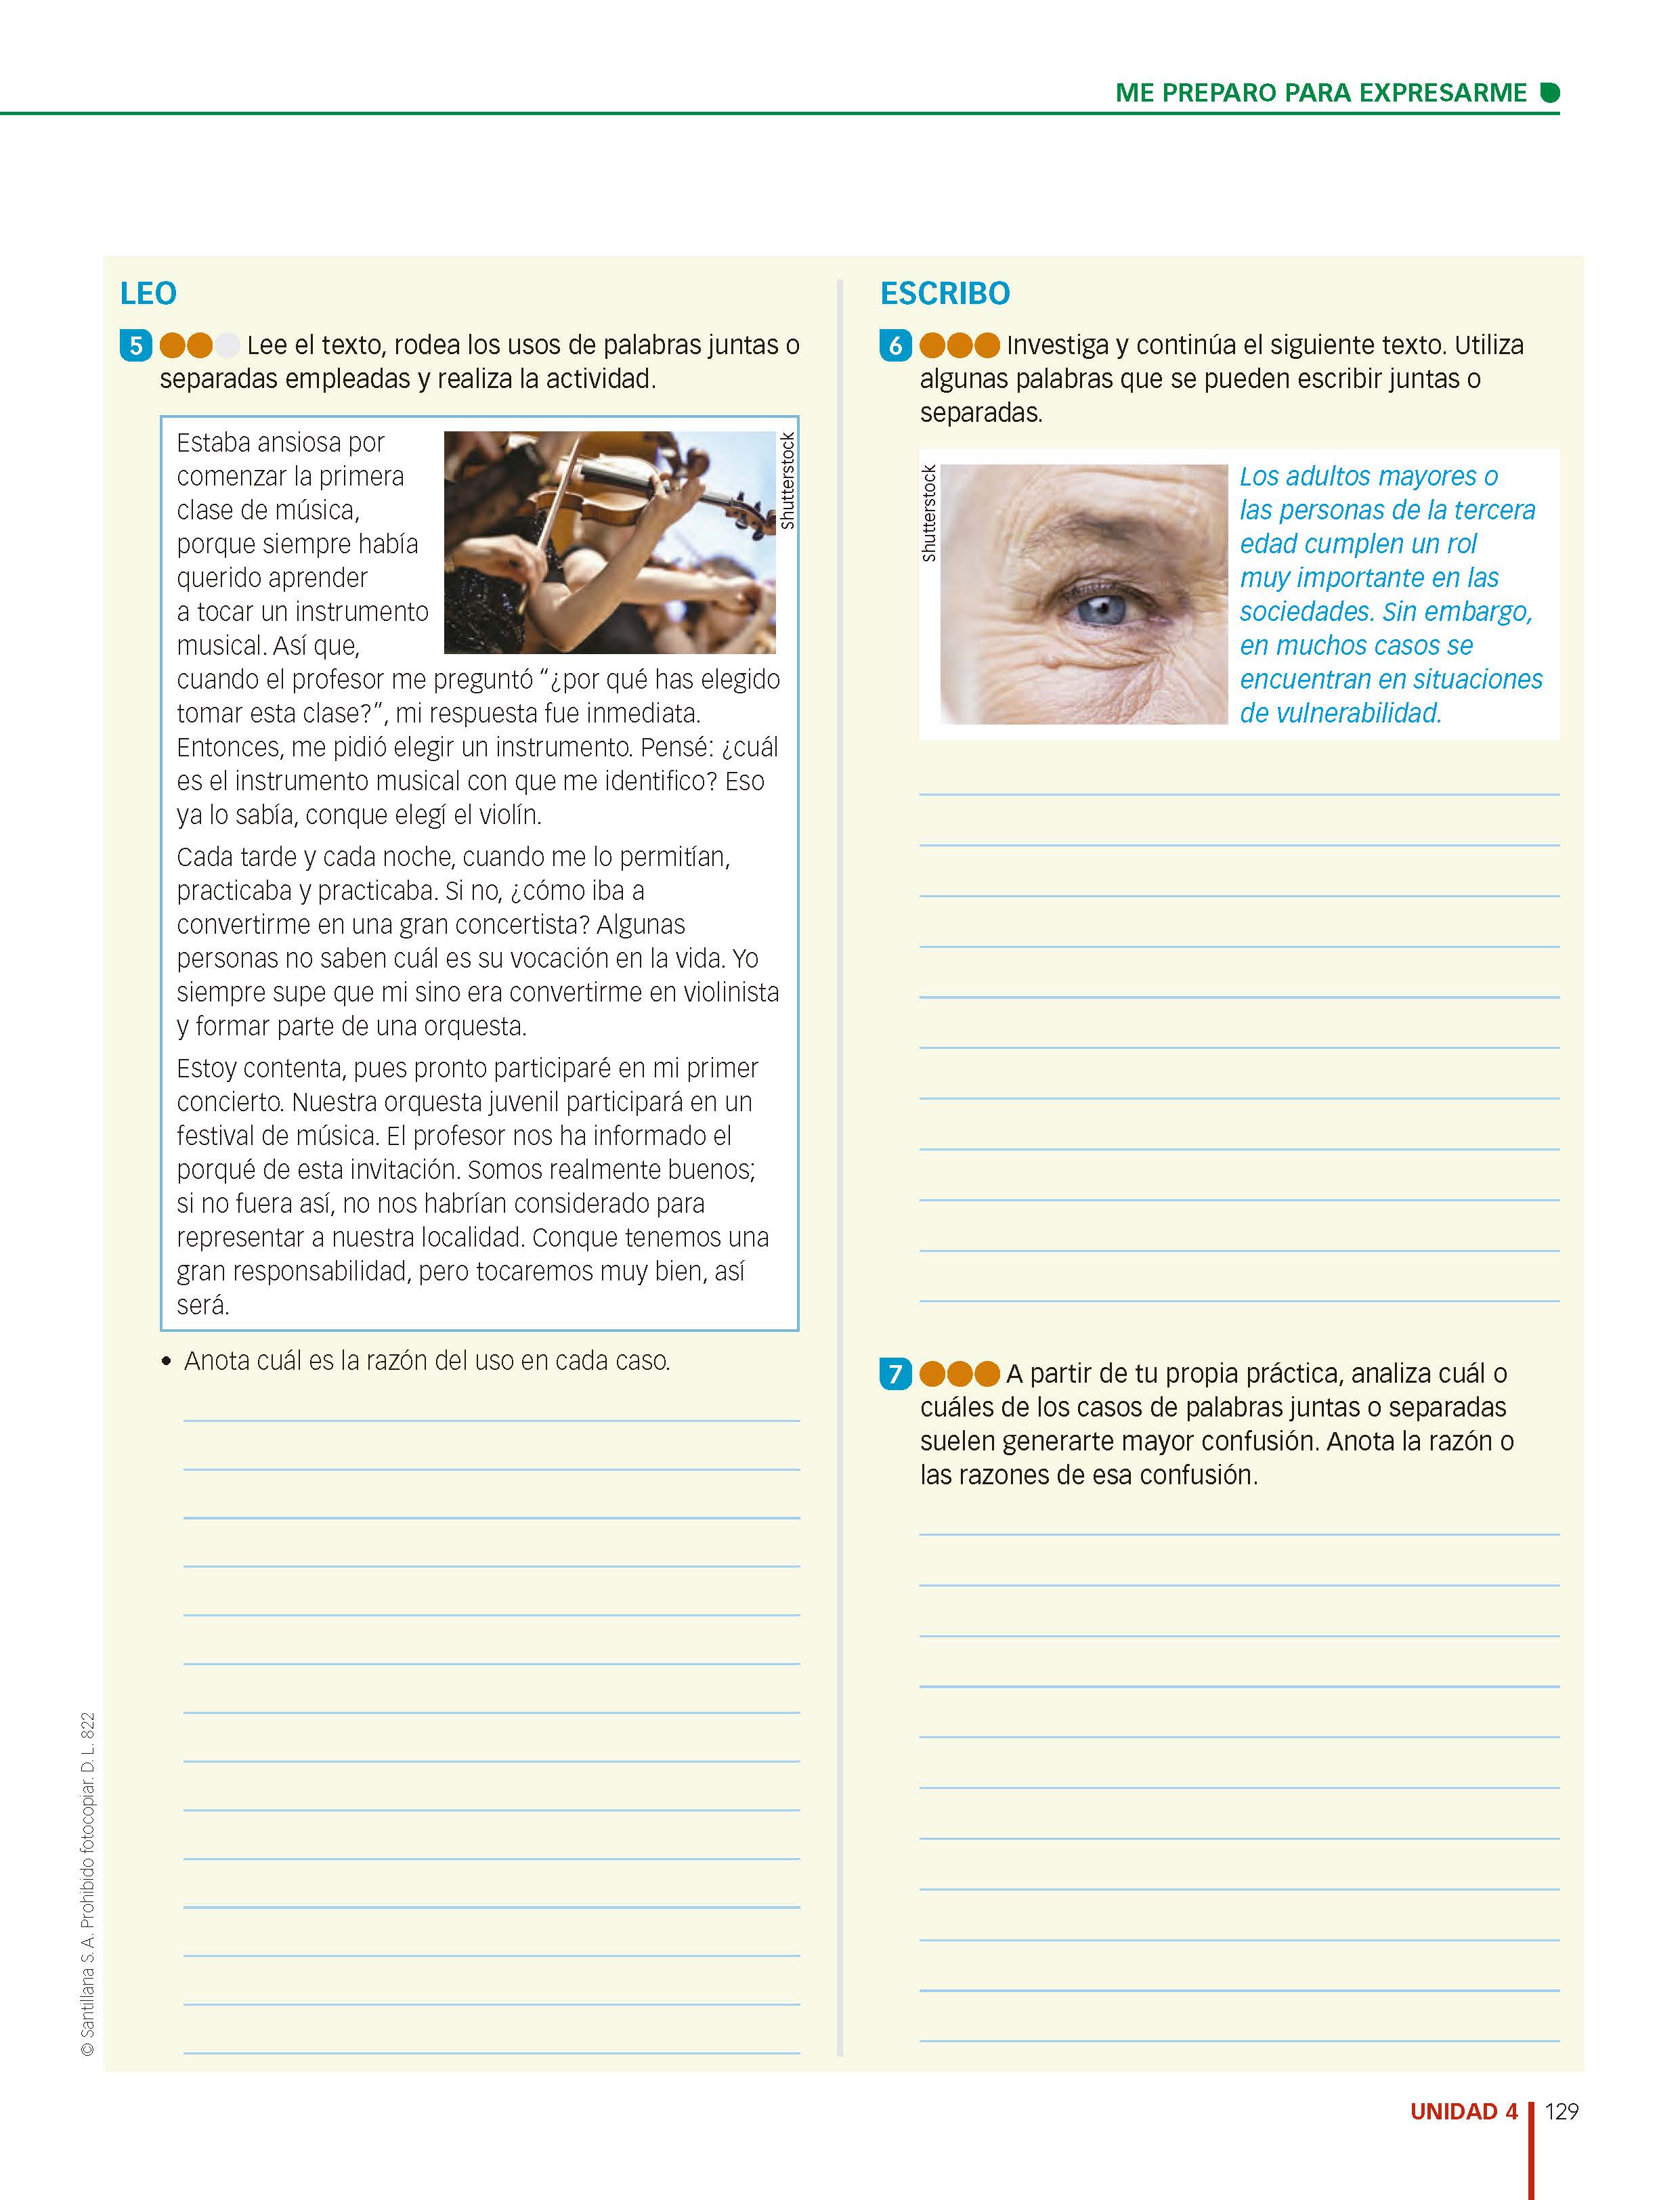 ME PREPARO PARA EXPRESARME
LEO
5 Lee el texto, rodea los usos de palabras juntas o
separadas empleadas y realiza la actividad.
Estaba ansiosa por
comenzar la primera
clase de música,
porque siempre había
querido aprender
a tocar un instrumento
musical. Así que,
cuando el profesor me preguntó “¿por qué has elegido
tomar esta clase?”, mi respuesta fue inmediata.
Entonces, me pidió elegir un instrumento. Pensé: ¿cuál
es el instrumento musical con que me identifico? Eso
ya lo sabía, conque elegí el violín.
Cada tarde y cada noche, cuando me lo permitían,
practicaba y practicaba. Si no, ¿cómo iba a
convertirme en una gran concertista? Algunas
personas no saben cuál es su vocación en la vida. Yo
siempre supe que mi sino era convertirme en violinista
y formar parte de una orquesta.
Estoy contenta, pues pronto participaré en mi primer
concierto. Nuestra orquesta juvenil participará en un
festival de música. El profesor nos ha informado el
porqué de esta invitación. Somos realmente buenos;
si no fuera así, no nos habrían considerado para
representar a nuestra localidad. Conque tenemos una
gran responsabilidad, pero tocaremos muy bien, así
será.
Shutterstock
• Anota cuál es la razón del uso en cada caso.
ESCRIBO
6 Investiga y continúa el siguiente texto. Utiliza
algunas palabras que se pueden escribir juntas o
separadas.
Shutterstock
Los adultos mayores o
las personas de la tercera
edad cumplen un rol
muy importante en las
sociedades. Sin embargo,
en muchos casos se
encuentran en situaciones
de vulnerabilidad.
7 A partir de tu propia práctica, analiza cuál o
cuáles de los casos de palabras juntas o separadas
suelen generarte mayor confusión. Anota la razón o
las razones de esa confusión.
© Santillana S. A. Prohibido fotocopiar. D. L. 822
UNIDAD 4 129